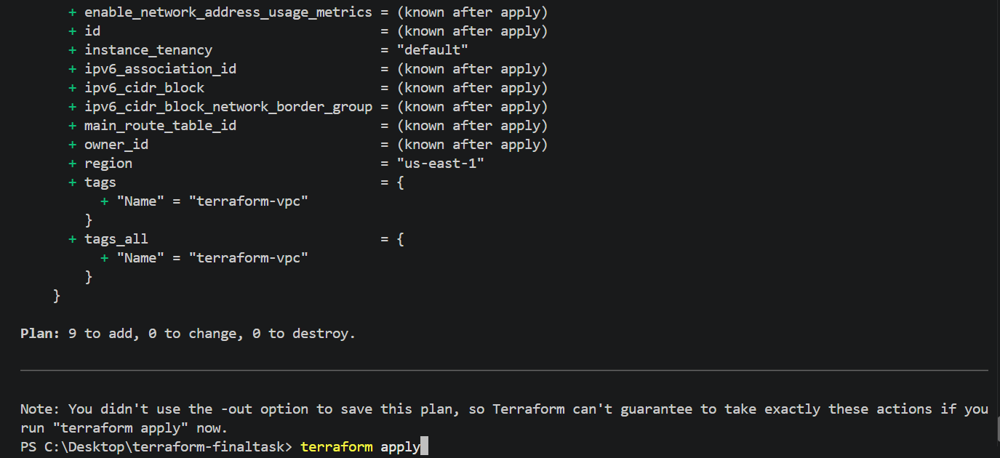 + enable_network_address_usage_metrics = (known after apply)
+ id = (known after apply)
+ instance_tenancy = "default"
+ ipv6_association_id = (known after apply)
+ ipv6_cidr_block = (known after apply)
+ ipv6_cidr_block_network_border_group = (known after apply)
+ main_route_table_id = (known after apply)
+ owner_id = (known after apply)
+ region = "us-east-1"
+ tags = {
+ "Name" = "terraform-vpc"
}
+ tags_all = {
+ "Name" = "terraform-vpc"
}
}
Plan: 9 to add, 0 to change, 0 to destroy.
Note: You didn't use the -out option to save this plan, so Terraform can't guarantee to take exactly these actions if you
run "terraform apply" now.
PS C:\Desktop\terraform-finaltask> terraform apply